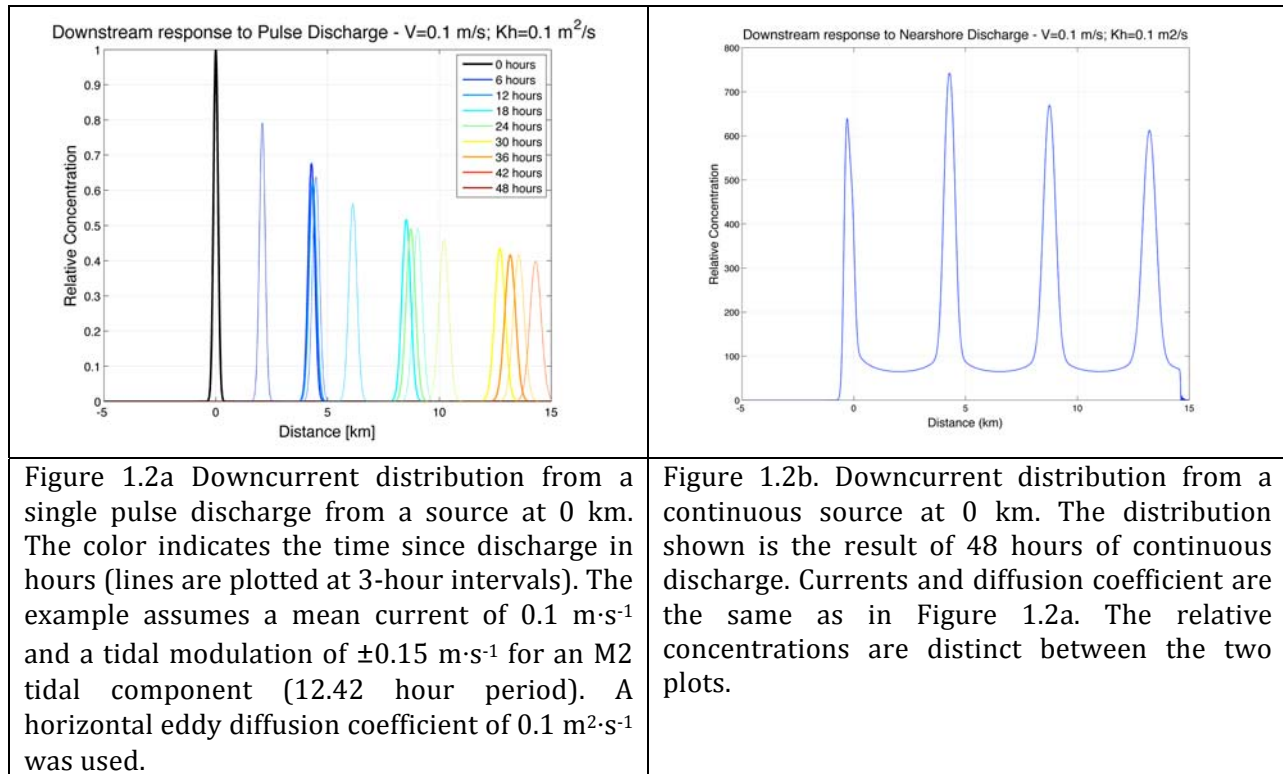 Downstream response to Pulse Discharge - V=0.1 m/s; Kh=0.1 m²/s
1
0.9
0.8
0.7
0.6
0.5
0.4
0.3
0.2
0.1
0
Relative Concentration
0 hours
6 hours
12 hours
18 hours
24 hours
30 hours
36 hours
42 hours
48 hours
-5 0 5 10 15
Distance [km]
Downstream response to Nearshore Discharge - V=0.1 m/s; Kh=0.1 m2/s
800
700
600
500
400
300
200
100
0
Relative Concentration
-5 0 5 10 15
Distance (km)
Figure 1.2a Downcurrent distribution from a
single pulse discharge from a source at 0 km.
The color indicates the time since discharge in
hours (lines are plotted at 3-hour intervals). The
example assumes a mean current of 0.1 m·s⁻¹
and a tidal modulation of ±0.15 m·s⁻¹ for an M2
tidal component (12.42 hour period). A
horizontal eddy diffusion coefficient of 0.1 m²·s⁻¹
was used.
Figure 1.2b. Downcurrent distribution from a
continuous source at 0 km. The distribution
shown is the result of 48 hours of continuous
discharge. Currents and diffusion coefficient are
the same as in Figure 1.2a. The relative
concentrations are distinct between the two
plots.